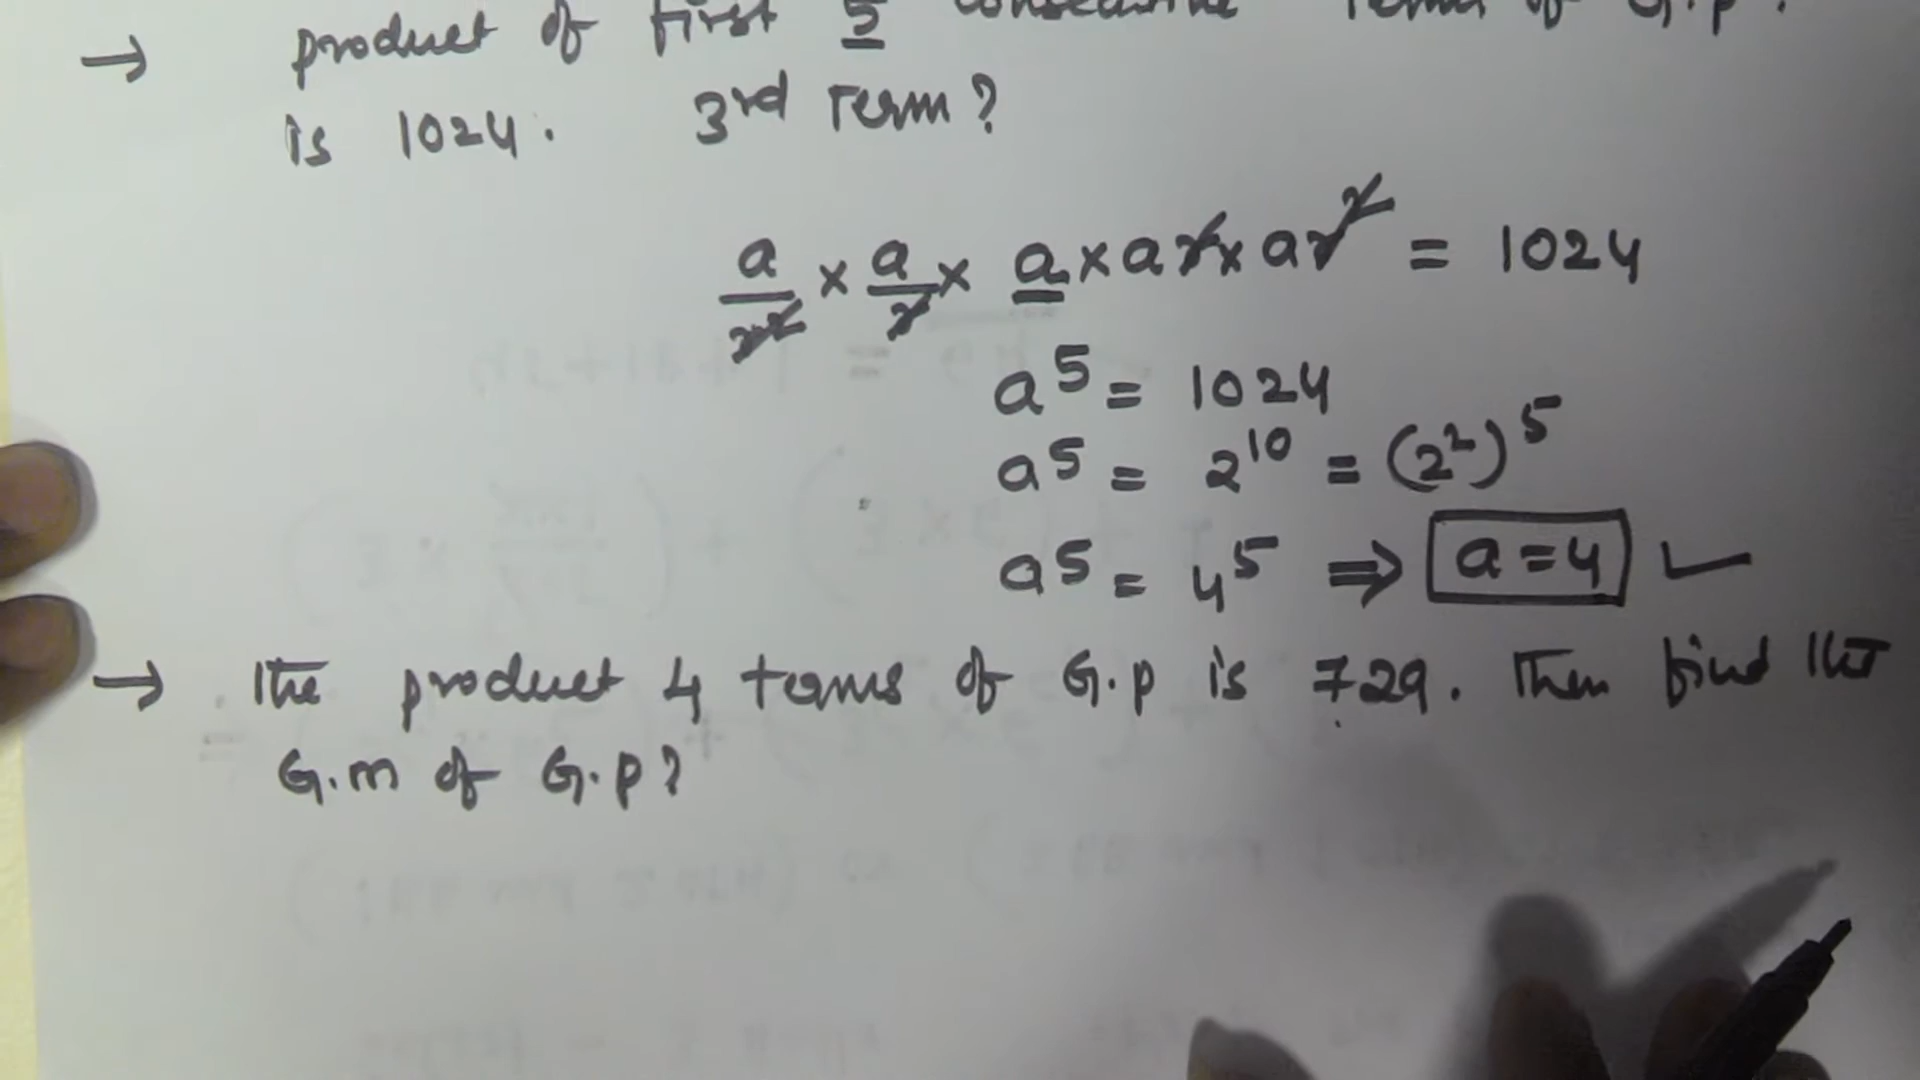 → product of first 5 consecutive terms of G.P.
is 1024. 3rd Term?
a/r² × a/r × a × ar × ar² = 1024
a⁵ = 1024
a⁵ = 2¹⁰ = (2²)⁵
a⁵ = 4⁵ ⇒ a = 4 ✓
→ The product 4 terms of G.P is 729. Then find the
G.m of G.P?